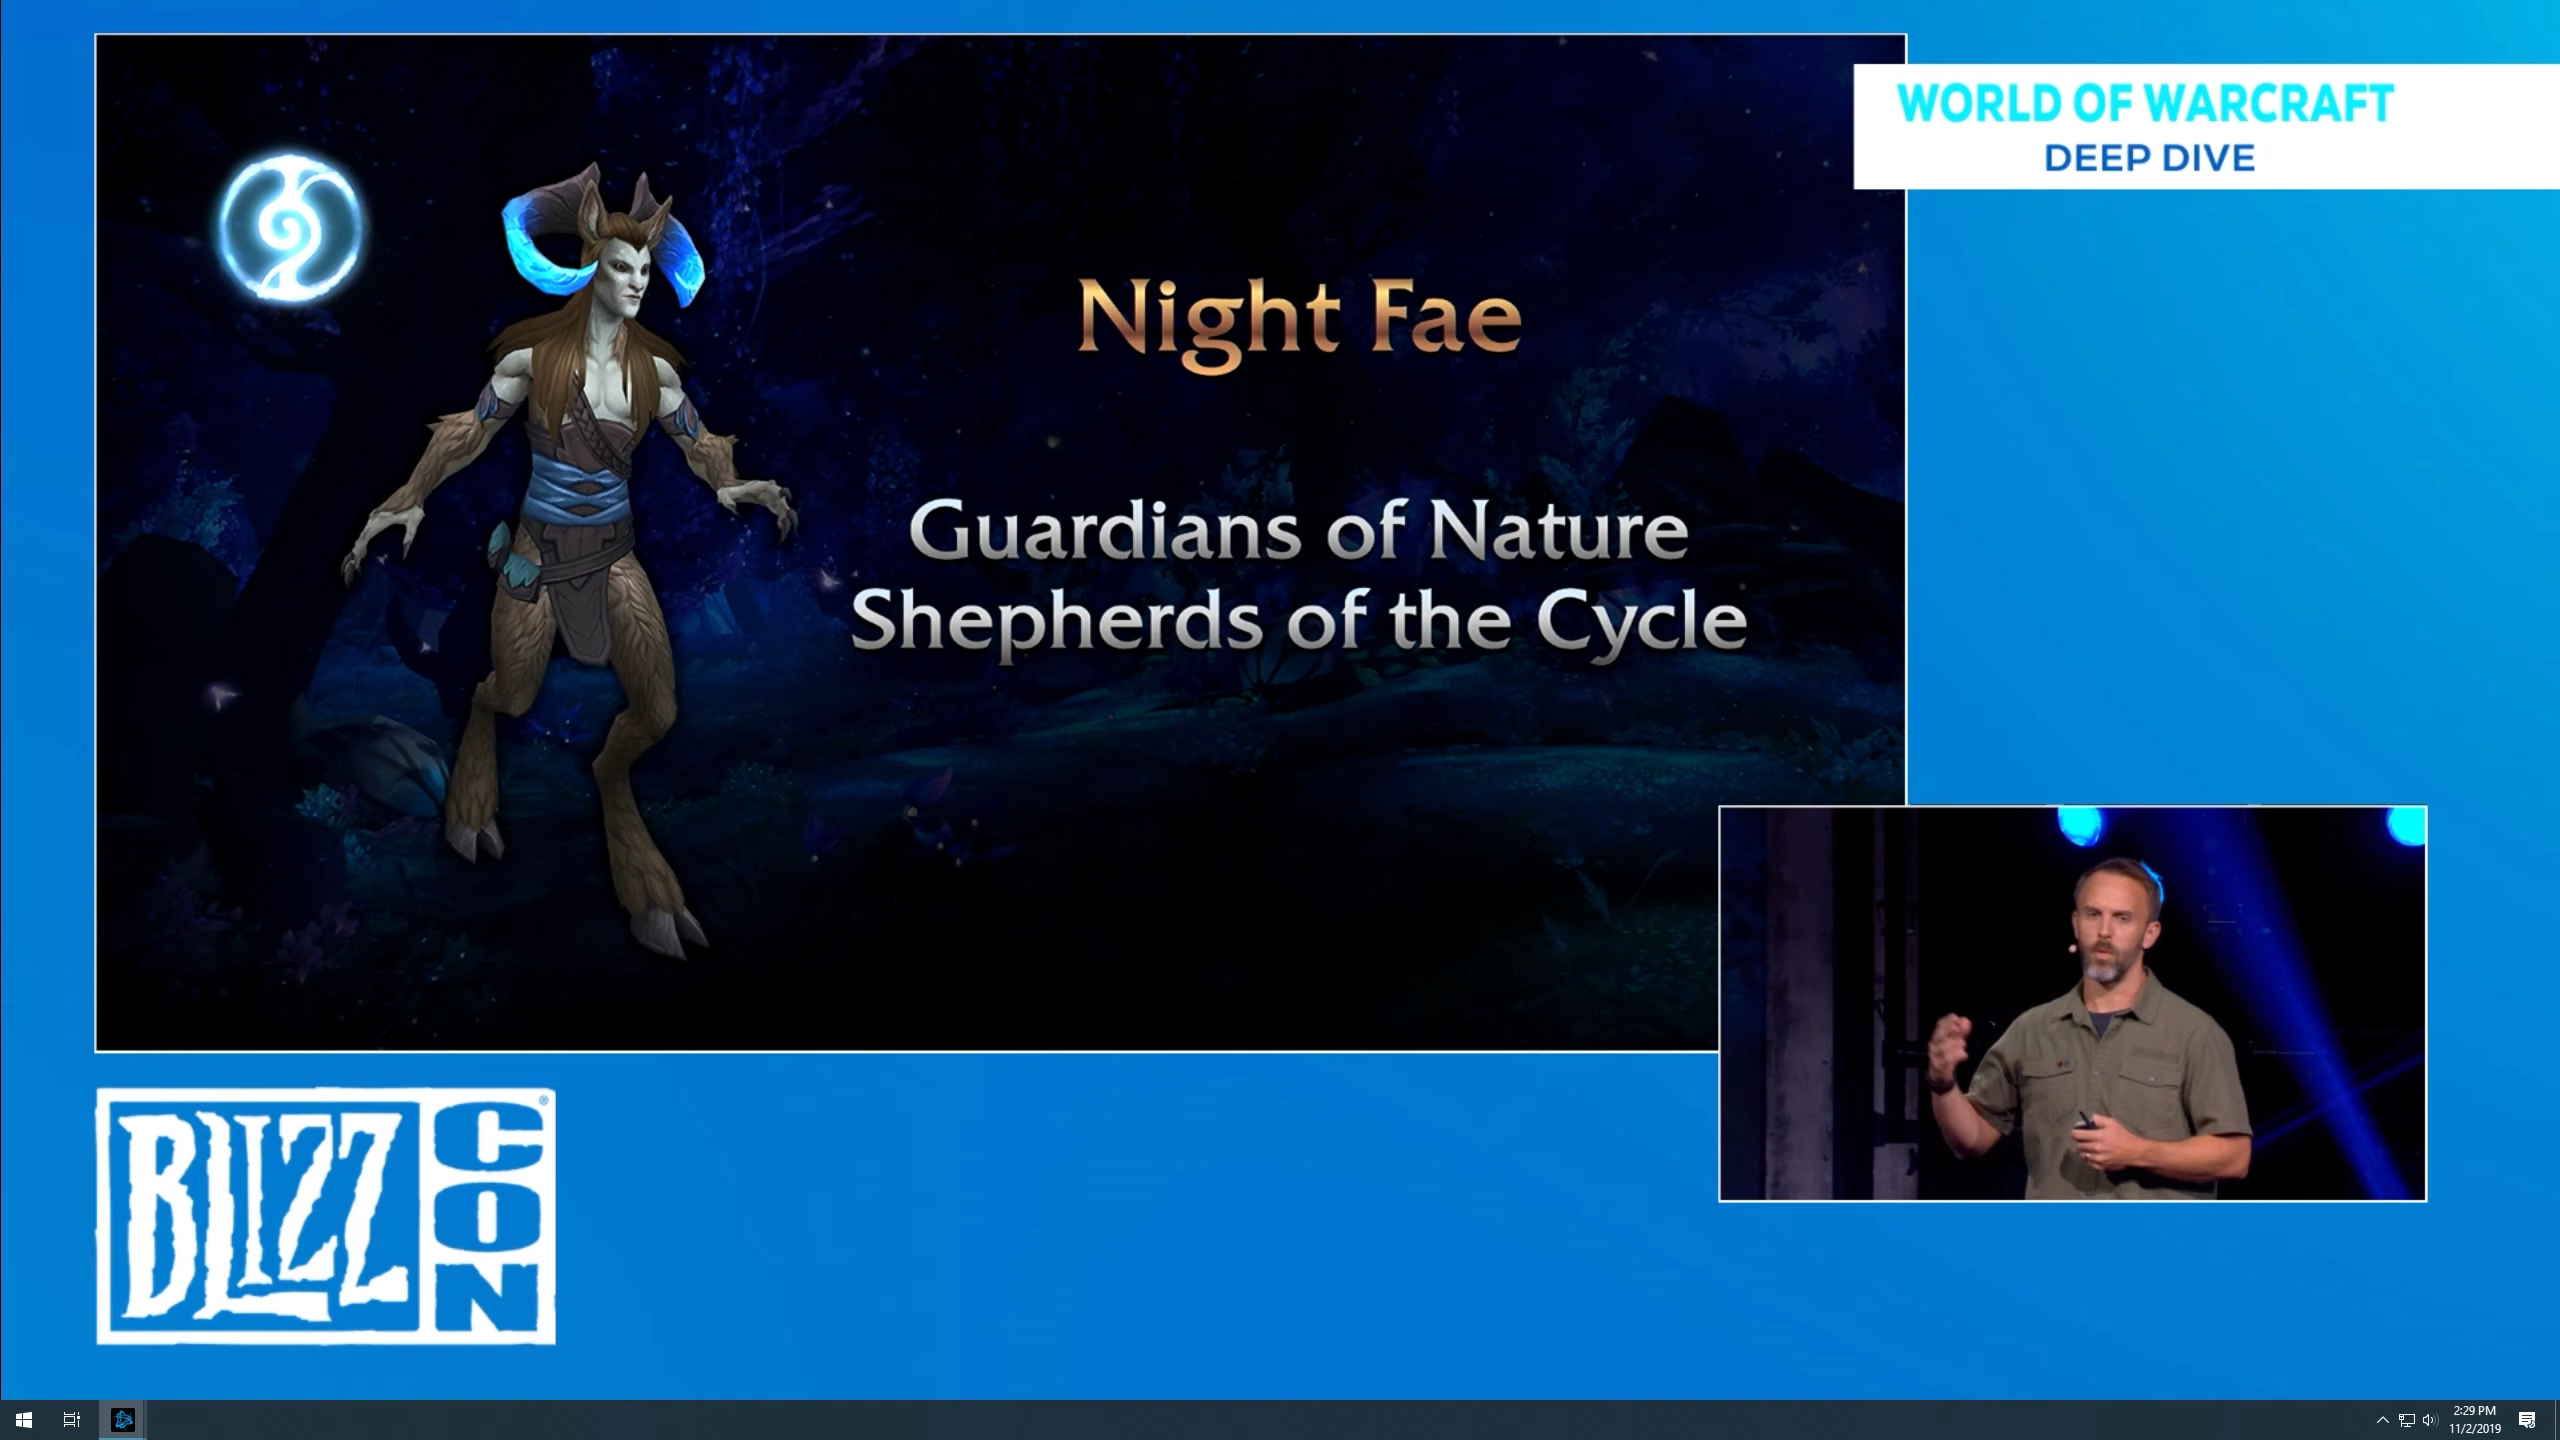 WORLD OF WARCRAFT
DEEP DIVE
Night Fae
Guardians of Nature
Shepherds of the Cycle
BLIZZ
CON
®
2:29 PM
11/2/2019